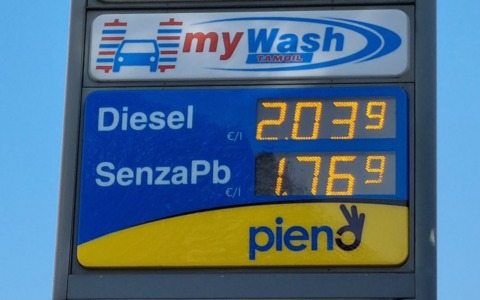 myWash
TAMOIL
Diesel €/l 2.039
SenzaPb €/l 1.769
pieno